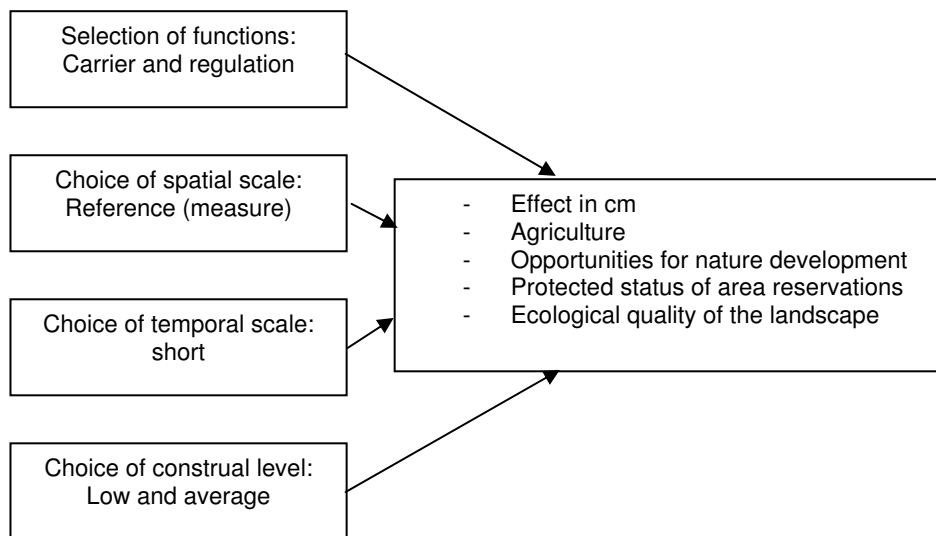 Selection of functions:
Carrier and regulation
Choice of spatial scale:
Reference (measure)
Choice of temporal scale:
short
Choice of construal level:
Low and average
- Effect in cm
- Agriculture
- Opportunities for nature development
- Protected status of area reservations
- Ecological quality of the landscape